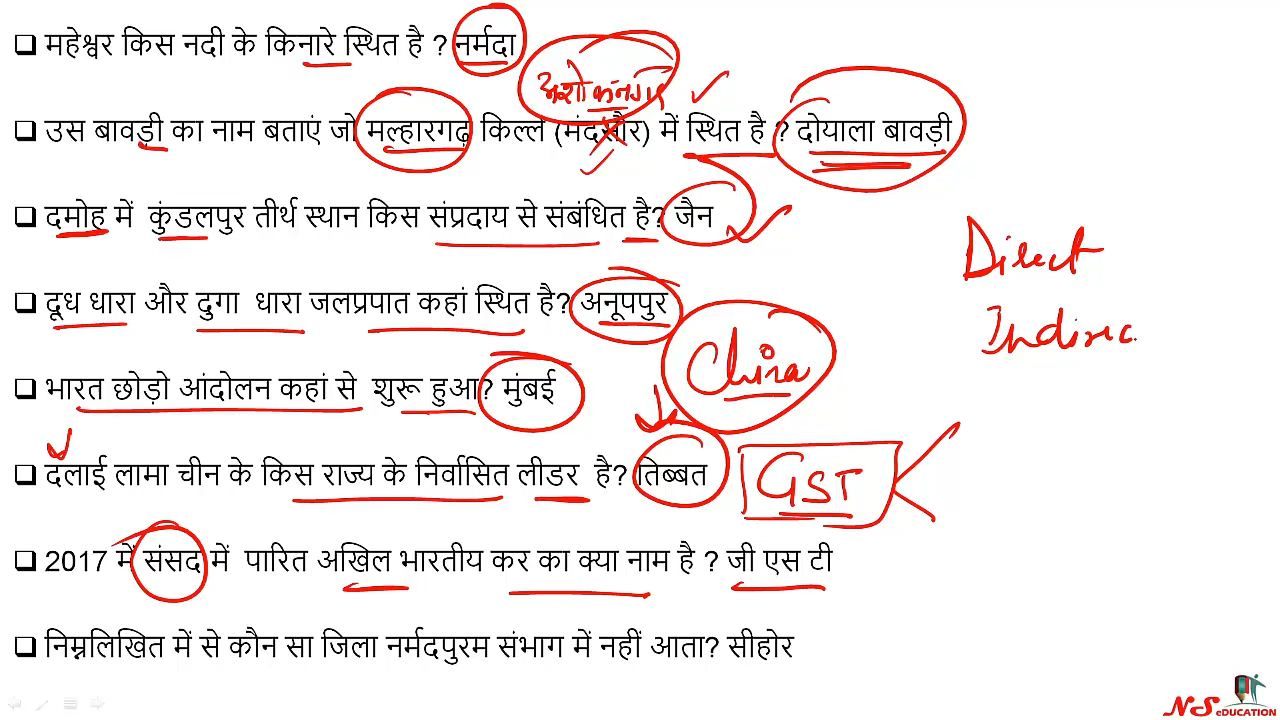 महेश्वर किस नदी के किनारे स्थित है ? नर्मदा
अशोकनगर
उस बावड़ी का नाम बताएं जो मल्हारगढ़ किल्ले (मंदसौर) में स्थित है ? दोयाला बावड़ी
दमोह में कुंडलपुर तीर्थ स्थान किस संप्रदाय से संबंधित है? जैन
Direct
दूध धारा और दुगा धारा जलप्रपात कहां स्थित है? अनूपपुर
Indirec
China
भारत छोड़ो आंदोलन कहां से शुरू हुआ? मुंबई
दलाई लामा चीन के किस राज्य के निर्वासित लीडर है? तिब्बत
GST
2017 में संसद में पारित अखिल भारतीय कर का क्या नाम है ? जी एस टी
निम्नलिखित में से कौन सा जिला नर्मदपुरम संभाग में नहीं आता? सीहोर
NS eDUCATION